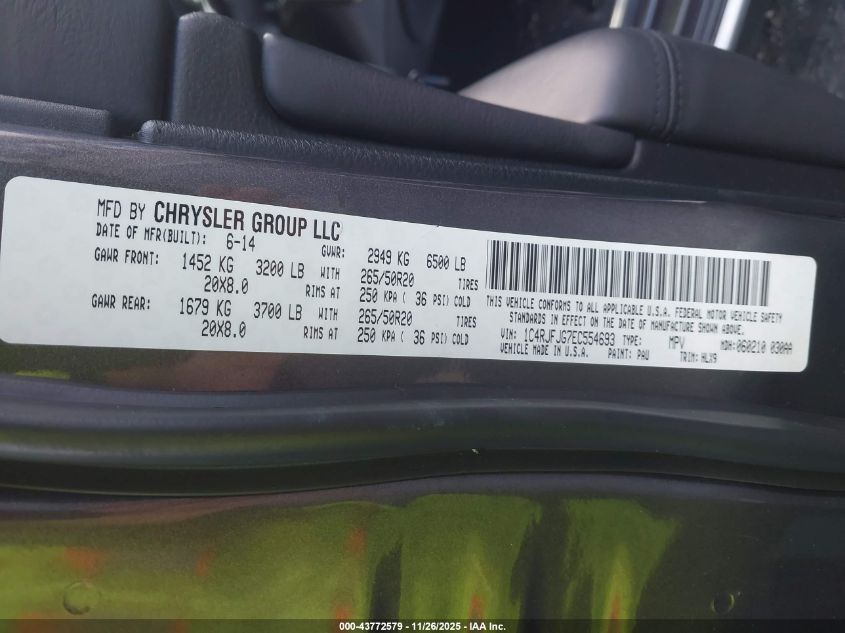 MFD BY CHRYSLER GROUP LLC
DATE OF MFR(BUILT): 6-14 GVWR: 2949 KG 6500 LB
GAWR FRONT: 1452 KG 3200 LB WITH 265/50R20 TIRES
20X8.0 RIMS AT 250 KPA ( 36 PSI) COLD
GAWR REAR: 1679 KG 3700 LB WITH 265/50R20 TIRES
20X8.0 RIMS AT 250 KPA ( 36 PSI) COLD
THIS VEHICLE CONFORMS TO ALL APPLICABLE U.S.A. FEDERAL MOTOR VEHICLE SAFETY
STANDARDS IN EFFECT ON THE DATE OF MANUFACTURE SHOWN ABOVE.
VIN: 1C4RJFJG7EC554693 TYPE: MPV MDH: 060210 030AA
VEHICLE MADE IN U.S.A. PAINT: PAU TRIM: HLX9
000-43772579 - 11/26/2025 - IAA Inc.